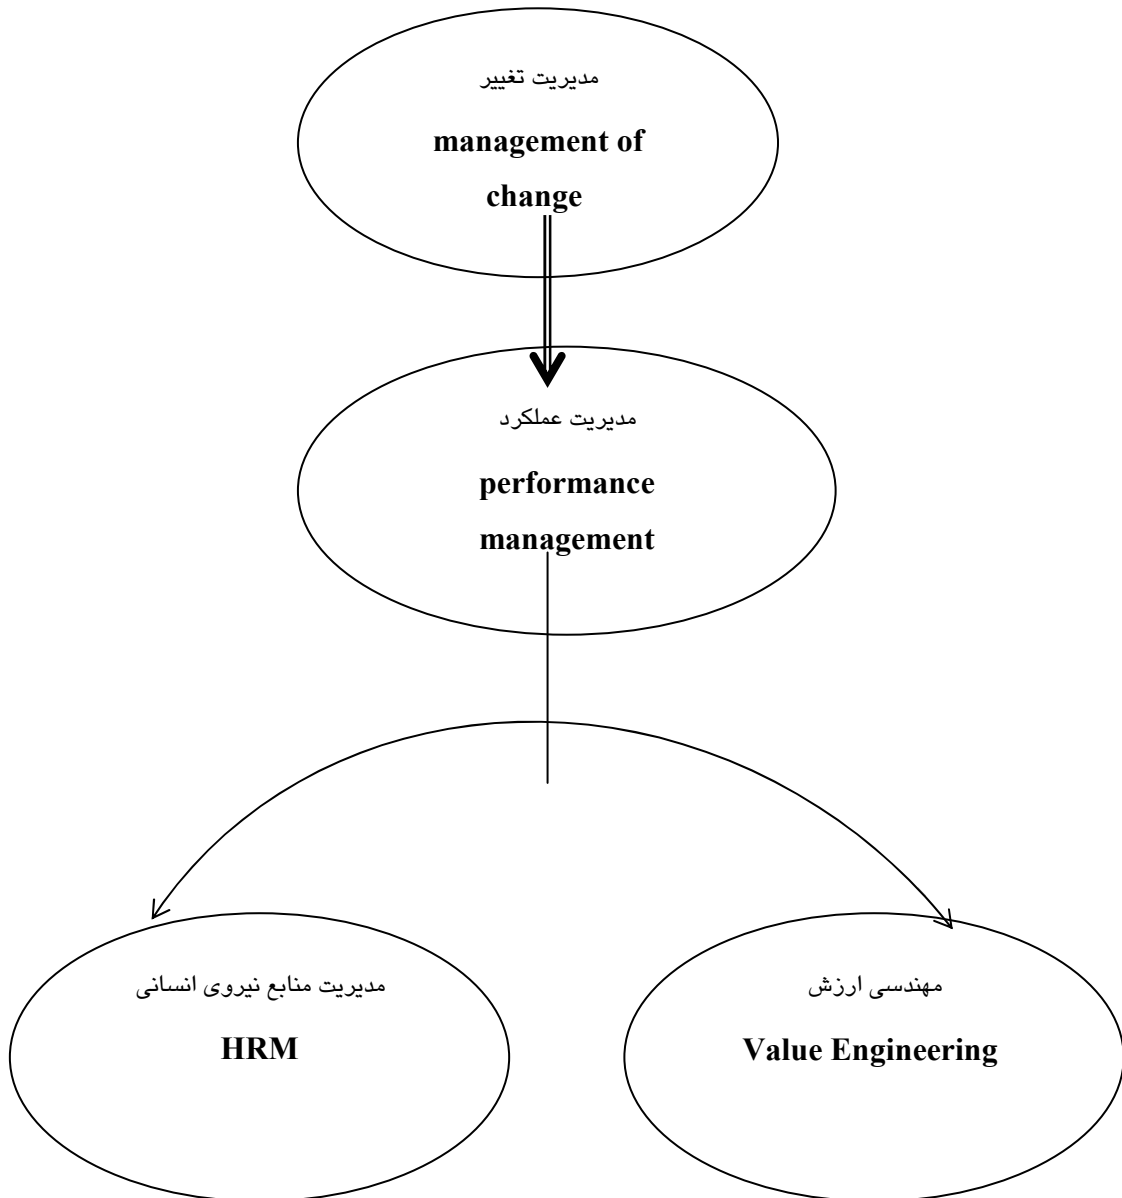 مدیریت تغییر
management of
change
مدیریت عملکرد
performance
management
مدیریت منابع نیروی انسانی
HRM
مهندسی ارزش
Value Engineering